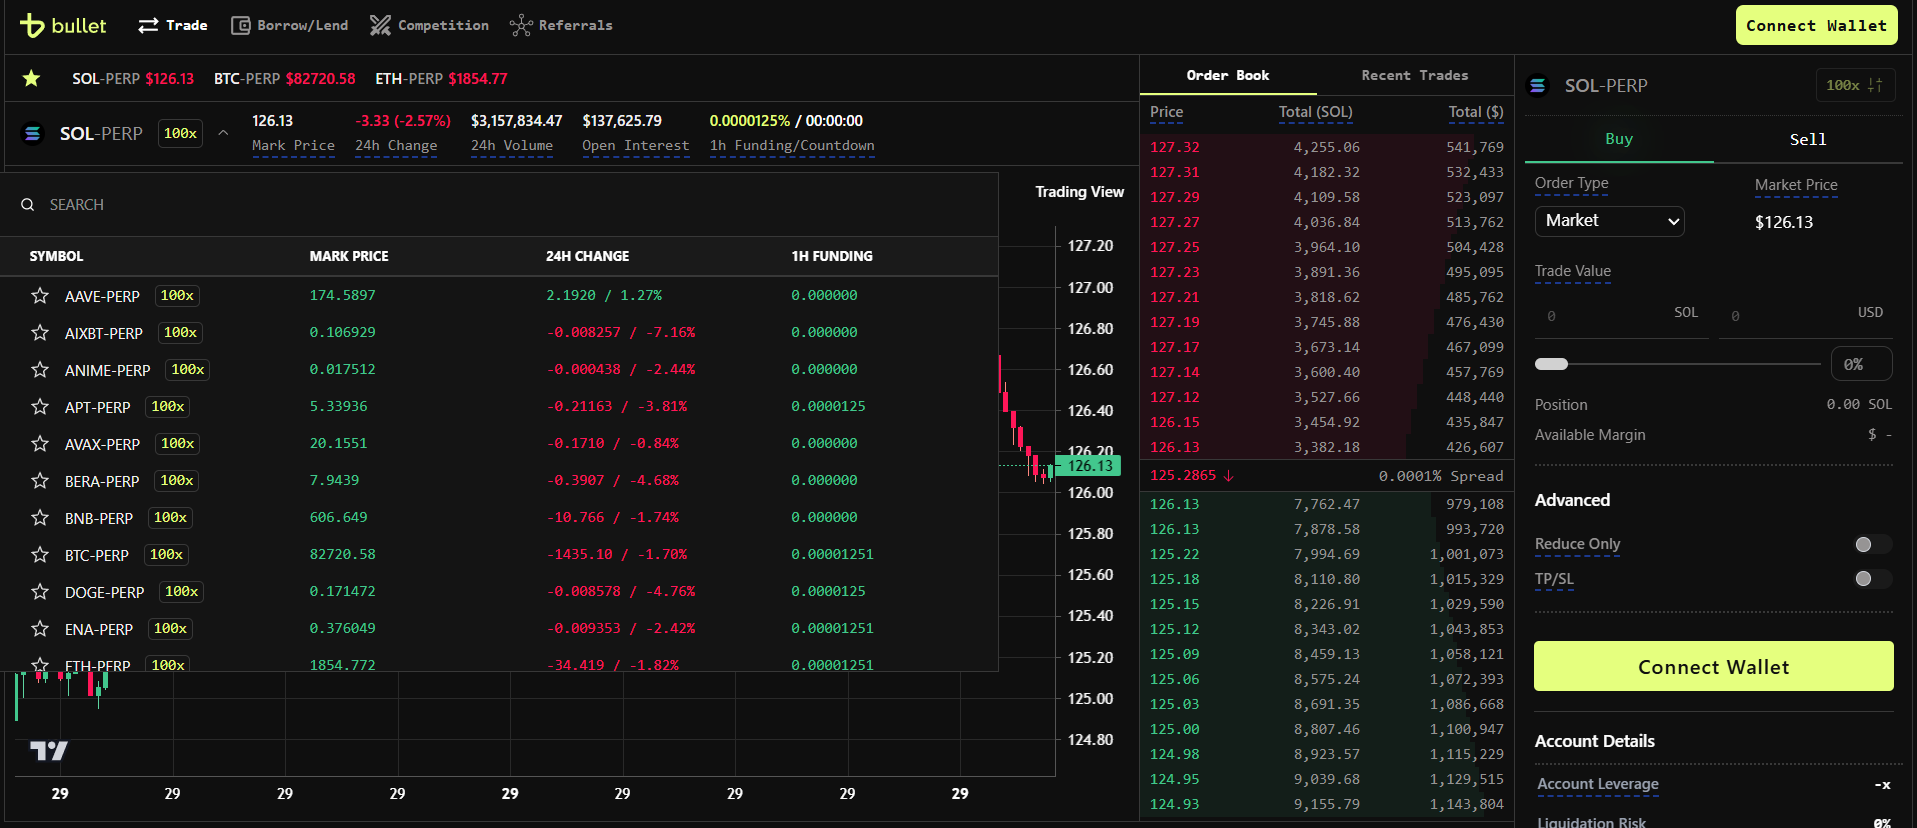 bullet Trade Borrow/Lend Competition Referrals Connect Wallet
SOL-PERP $126.13 BTC-PERP $82720.58 ETH-PERP $1854.77
SOL-PERP 100x
126.13 -3.33 (-2.57%) $3,157,834.47 $137,625.79 0.0000125% / 00:00:00
Mark Price 24h Change 24h Volume Open Interest 1h Funding/Countdown
SEARCH
Trading View
SYMBOL MARK PRICE 24H CHANGE 1H FUNDING
AAVE-PERP 100x 174.5897 2.1920 / 1.27% 0.000000
AIXBT-PERP 100x 0.106929 -0.008257 / -7.16% 0.000000
ANIME-PERP 100x 0.017512 -0.000438 / -2.44% 0.000000
APT-PERP 100x 5.33936 -0.21163 / -3.81% 0.0000125
AVAX-PERP 100x 20.1551 -0.1710 / -0.84% 0.000000
BERA-PERP 100x 7.9439 -0.3907 / -4.68% 0.000000
BNB-PERP 100x 606.649 -10.766 / -1.74% 0.000000
BTC-PERP 100x 82720.58 -1435.10 / -1.70% 0.00001251
DOGE-PERP 100x 0.171472 -0.008578 / -4.76% 0.0000125
ENA-PERP 100x 0.376049 -0.009353 / -2.42% 0.00001251
ETH-PERP 100x 1854.772 -34.419 / -1.82% 0.00001251
127.20
127.00
126.80
126.60
126.40
126.20
126.13
126.00
125.80
125.60
125.40
125.20
125.00
124.80
29 29 29 29 29 29 29 29 29
Order Book Recent Trades
Price Total (SOL) Total ($)
127.32 4,255.06 541,769
127.31 4,182.32 532,433
127.29 4,109.58 523,097
127.27 4,036.84 513,762
127.25 3,964.10 504,428
127.23 3,891.36 495,095
127.21 3,818.62 485,762
127.19 3,745.88 476,430
127.17 3,673.14 467,099
127.14 3,600.40 457,769
127.12 3,527.66 448,440
126.15 3,454.92 435,847
126.13 3,382.18 426,607
125.2865 ↓ 0.0001% Spread
126.13 7,762.47 979,108
126.13 7,878.58 993,720
125.22 7,994.69 1,001,073
125.18 8,110.80 1,015,329
125.15 8,226.91 1,029,590
125.12 8,343.02 1,043,853
125.09 8,459.13 1,058,121
125.06 8,575.24 1,072,393
125.03 8,691.35 1,086,668
125.00 8,807.46 1,100,947
124.98 8,923.57 1,115,229
124.95 9,039.68 1,129,515
124.93 9,155.79 1,143,804
SOL-PERP 100x
Buy Sell
Order Type Market Price
Market $126.13
Trade Value
0 SOL 0 USD
0%
Position 0.00 SOL
Available Margin $ -
Advanced
Reduce Only
TP/SL
Connect Wallet
Account Details
Account Leverage -x
Liquidation Risk 0%